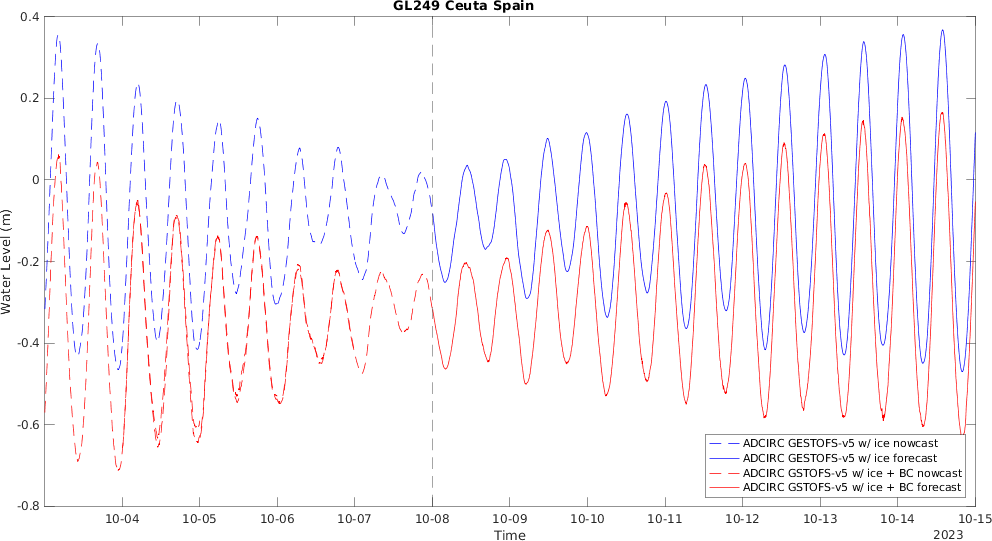 GL249 Ceuta Spain
Water Level (m)
0.4
0.2
0
-0.2
-0.4
-0.6
-0.8
10-04
10-05
10-06
10-07
10-08
10-09
10-10
10-11
10-12
10-13
10-14
10-15
Time
2023
ADCIRC GESTOFS-v5 w/ ice nowcast
ADCIRC GESTOFS-v5 w/ ice forecast
ADCIRC GSTOFS-v5 w/ ice + BC nowcast
ADCIRC GSTOFS-v5 w/ ice + BC forecast